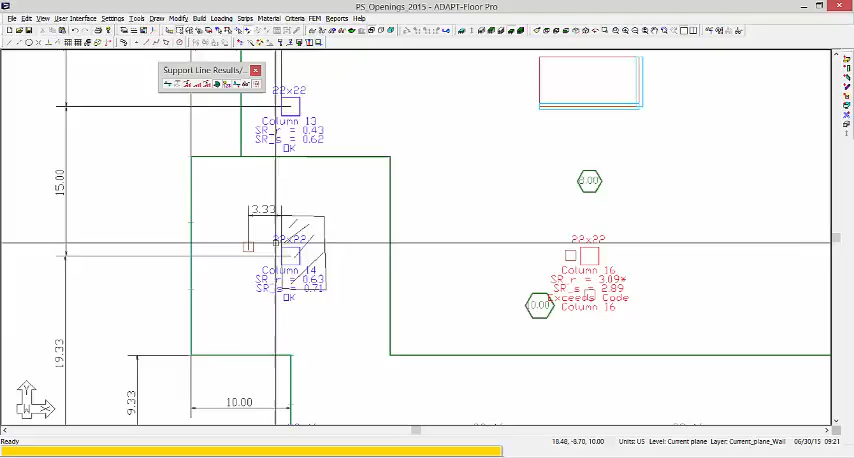 PS_Openings_2015 - ADAPT-Floor Pro
File Edit View User Interface Settings Tools Draw Modify Build Loading Strips Material Criteria FEM Reports Help
Support Line Results/...
22x22
Column 13
SR_r = 0.43
SR_s = 0.62
OK
15.00
8.00
3.33
22x22
22x22
Column 14
SR_r = 0.63
SR_s = 0.71
OK
Column 16
SR_r = 3.09*
SR_s = 2.89
Exceeds Code
Column 16
10.00
19.33
9.33
10.00
Y
W
X
Ready
18.48, -8.70, 10.00 Units: US Level: Current plane Layer: Current_plane_Wall 06/30/15 09:21